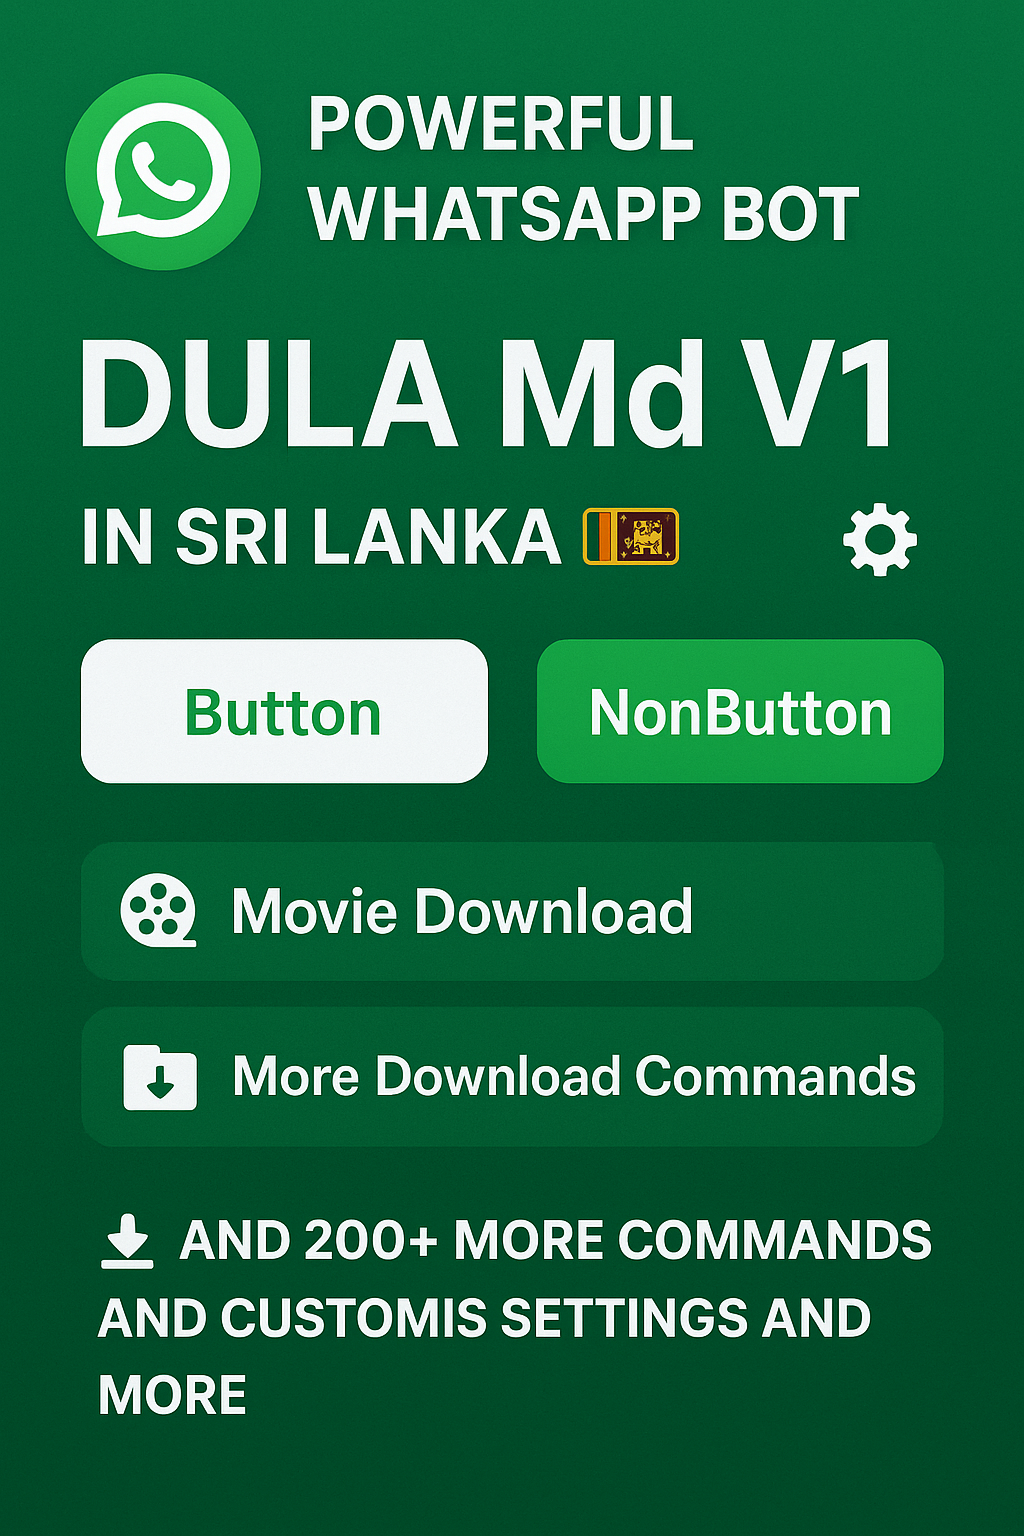 POWERFUL
WHATSAPP BOT
DULA Md V1
IN SRI LANKA
Button
NonButton
Movie Download
More Download Commands
AND 200+ MORE COMMANDS
AND CUSTOMIS SETTINGS AND
MORE